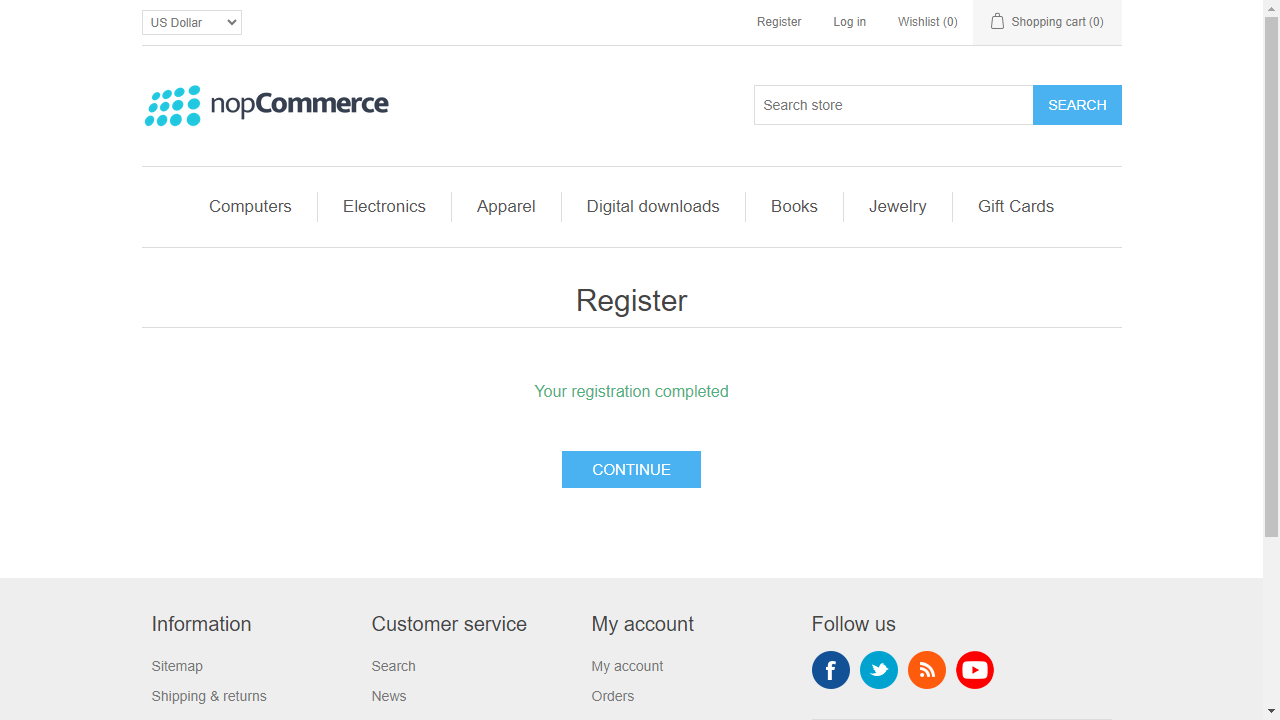 US Dollar
Register
Log in
Wishlist (0)
Shopping cart (0)
nopCommerce
Search store
SEARCH
Computers
Electronics
Apparel
Digital downloads
Books
Jewelry
Gift Cards
Register
Your registration completed
CONTINUE
Information
Sitemap
Shipping & returns
Customer service
Search
News
My account
My account
Orders
Follow us